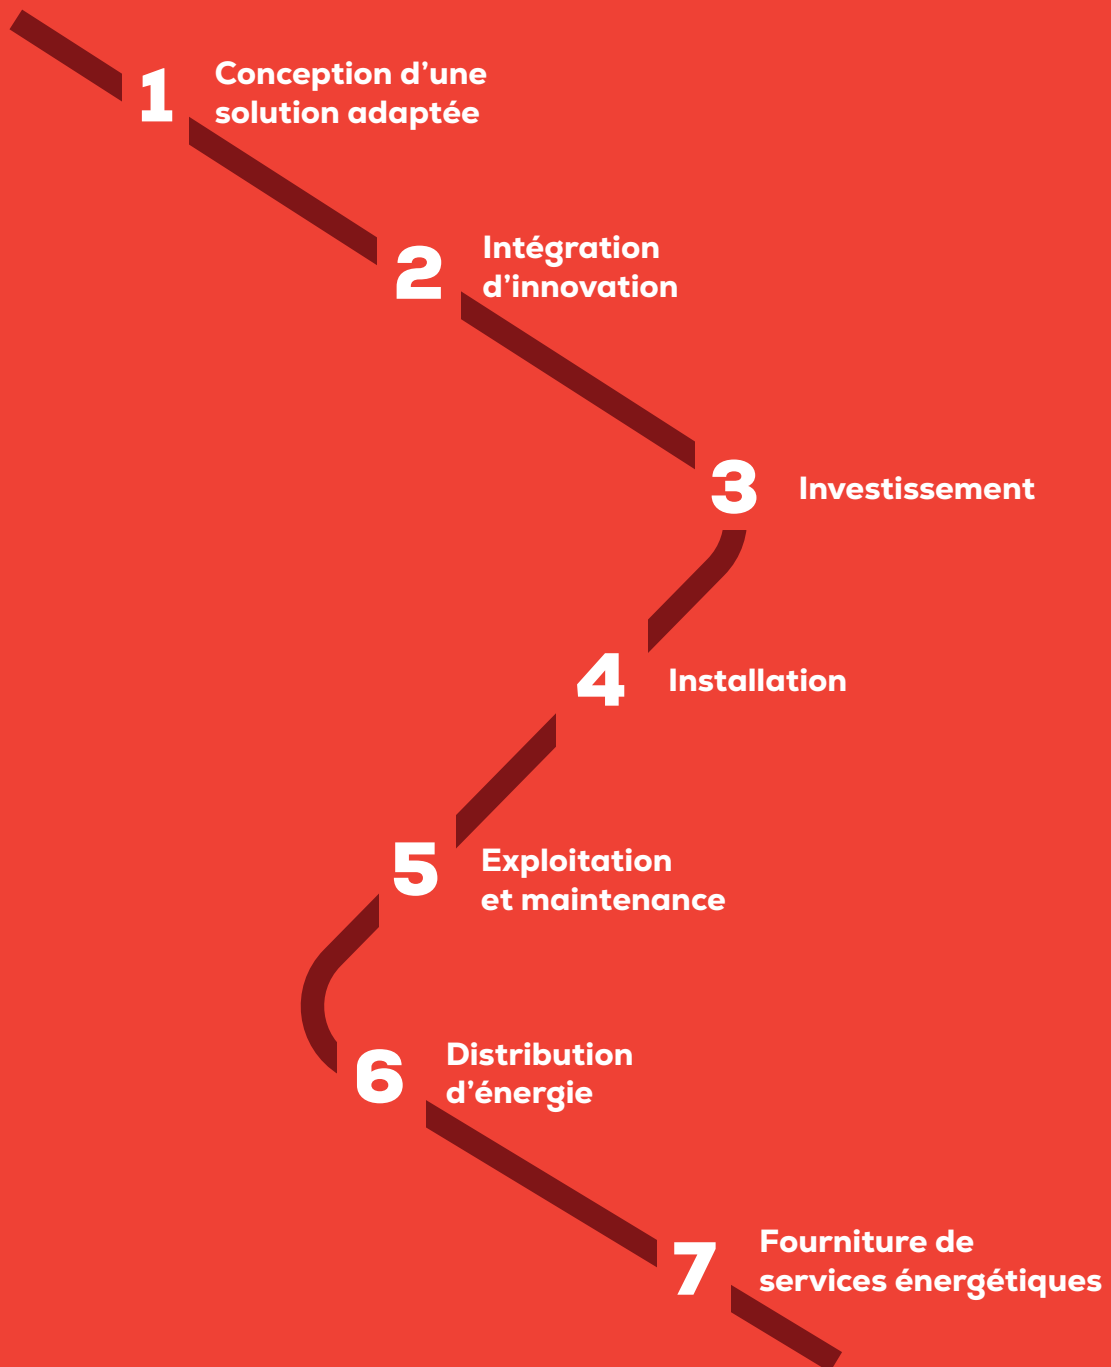 1
Conception d’une
solution adaptée
2
Intégration
d’innovation
3
Investissement
4
Installation
5
Exploitation
et maintenance
6
Distribution
d’énergie
7
Fourniture de
services énergétiques